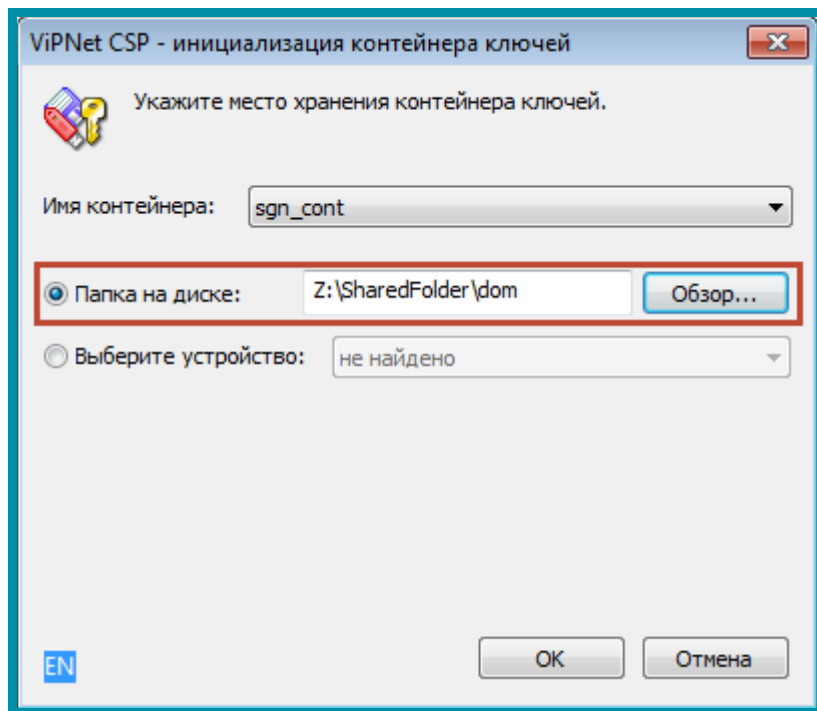 ViPNet CSP - инициализация контейнера ключей
Укажите место хранения контейнера ключей.
Имя контейнера: sgn_cont
Папка на диске: Z:\SharedFolder\dom Обзор...
Выберите устройство: не найдено
EN OK Отмена